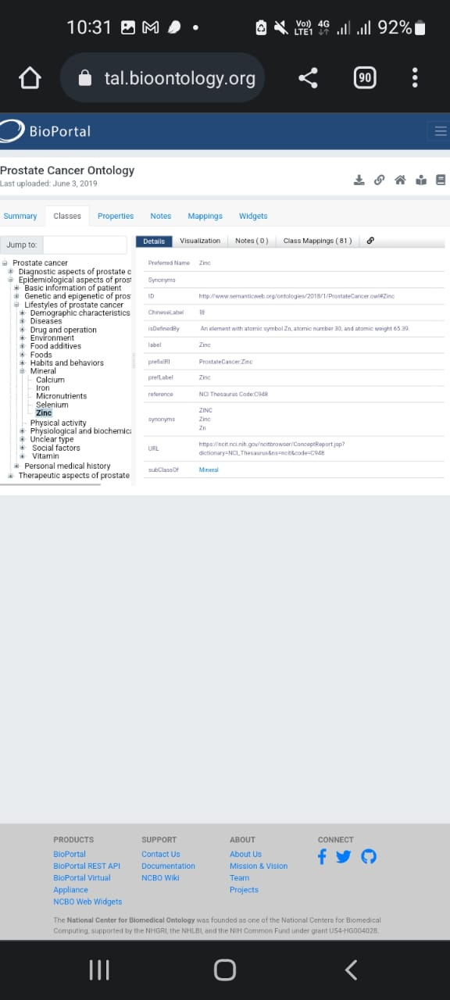 10:31
Vo)) 4G
LTE1
92%
tal.bioontology.org
90
BioPortal
Prostate Cancer Ontology
Last uploaded: June 3, 2019
Summary Classes Properties Notes Mappings Widgets
Jump to:
Details Visualization Notes ( 0 ) Class Mappings ( 81 )
Prostate cancer
Diagnostic aspects of prostate c
Epidemiological aspects of pros
Basic information of patient
Genetic and epigenetic of pros
Lifestyles of prostate cancer
Demographic characteristics
Diseases
Drug and operation
Environment
Food additives
Foods
Habits and behaviors
Mineral
Calcium
Iron
Micronutrients
Selenium
Zinc
Physical activity
Physiological and biochemica
Unclear type
Social factors
Vitamin
Personal medical history
Therapeutic aspects of prostate
Preferred Name Zinc
Synonyms
ID http://www.semanticweb.org/ontologies/2018/1/ProstateCancer.owl#Zinc
ChineseLabel 锌
isDefinedBy An element with atomic symbol Zn, atomic number 30, and atomic weight 65.39.
label Zinc
prefixIRI ProstateCancer:Zinc
prefLabel Zinc
reference NCI Thesaurus Code:C948
synonyms
ZINC
Zinc
Zn
URL https://ncit.nci.nih.gov/ncitbrowser/ConceptReport.jsp?
dictionary=NCI_Thesaurus&ns=ncit&code=C948
subClassOf Mineral
PRODUCTS
BioPortal
BioPortal REST API
BioPortal Virtual
Appliance
NCBO Web Widgets
SUPPORT
Contact Us
Documentation
NCBO Wiki
ABOUT
About Us
Mission & Vision
Team
Projects
CONNECT
The National Center for Biomedical Ontology was founded as one of the National Centers for Biomedical
Computing, supported by the NHGRI, the NHLBI, and the NIH Common Fund under grant U54-HG004028.